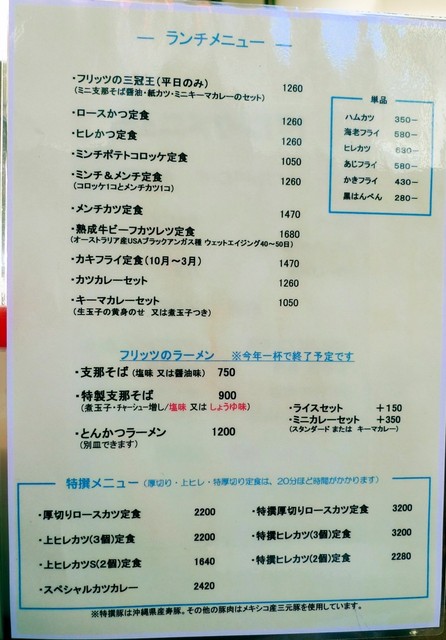 — ランチメニュー —
・フリッツの三冠王(平日のみ) 1260
(ミニ支那そば醤油・紙カツ・ミニキーマカレーのセット)
・ロースかつ定食 1260
・ヒレかつ定食 1260
・ミンチポテトコロッケ定食 1050
・ミンチ&メンチ定食 1260
(コロッケ1コとメンチカツ1コ)
・メンチカツ定食 1470
・熟成牛ビーフカツレツ定食 1680
(オーストラリア産USAブラックアンガス種 ウェットエイジング40~50日)
・カキフライ定食(10月~3月) 1470
・カツカレーセット 1260
・キーマカレーセット 1050
(生玉子の黄身のせ 又は煮玉子つき)
単品
ハムカツ 350—
海老フライ 580—
ヒレカツ 630—
あじフライ 580—
かきフライ 430—
黒はんぺん 280—
フリッツのラーメン ※今年一杯で終了予定です
・支那そば(塩味 又は醤油味) 750
・特製支那そば 900
(煮玉子・チャーシュー増し/塩味 又は しょうゆ味)
・とんかつラーメン 1200
(別皿できます)
・ライスセット +150
・ミニカレーセット +350
(スタンダード または キーマカレー)
特撰メニュー (厚切り・上ヒレ・特厚切り定食は、20分ほど時間がかかります)
・厚切りロースカツ定食 2200
・上ヒレカツ(3個)定食 2200
・上ヒレカツS(2個)定食 1640
・スペシャルカツカレー 2420
・特撰厚切りロースカツ定食 3200
・特撰ヒレカツ(3個)定食 3200
・特撰ヒレカツ(2個)定食 2280
※特撰豚は沖縄県産寿豚。その他の豚肉はメキシコ産三元豚を使用しています。